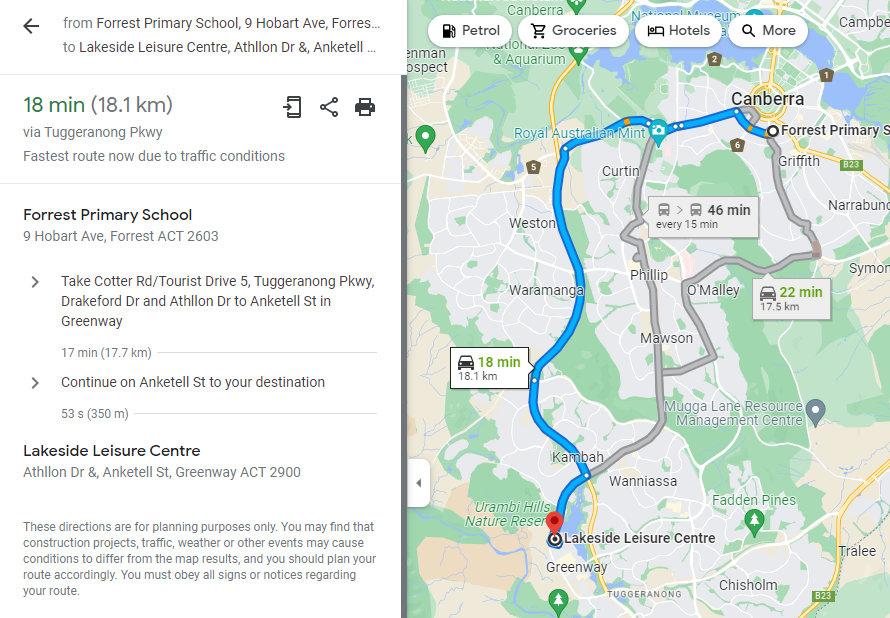 from Forrest Primary School, 9 Hobart Ave, Forres...
to Lakeside Leisure Centre, Athllon Dr &, Anketell ...
18 min (18.1 km)
via Tuggeranong Pkwy
Fastest route now due to traffic conditions
Forrest Primary School
9 Hobart Ave, Forrest ACT 2603
Take Cotter Rd/Tourist Drive 5, Tuggeranong Pkwy,
Drakeford Dr and Athllon Dr to Anketell St in
Greenway
17 min (17.7 km)
Continue on Anketell St to your destination
53 s (350 m)
Lakeside Leisure Centre
Athllon Dr &, Anketell St, Greenway ACT 2900
These directions are for planning purposes only. You may find that
construction projects, traffic, weather or other events may cause
conditions to differ from the map results, and you should plan your
route accordingly. You must obey all signs or notices regarding
your route.
Canberra
National Museum
Campbe
Petrol
Groceries
Hotels
More
& Aquarium
enman
ospect
2
1
Canberra
Royal Australian Mint
Forrest Primary S
6
Griffith
B23
5
Curtin
Narrabund
Weston
46 min
every 15 min
Phillip
Symon
Waramanga
O'Malley
22 min
17.5 km
Mawson
18 min
18.1 km
Mugga Lane Resource
Management Centre
Kambah
Wanniassa
Fadden Pines
Urambi Hills
Nature Reser
Lakeside Leisure Centre
Tralee
Greenway
Chisholm
TUGGERANONG
B23